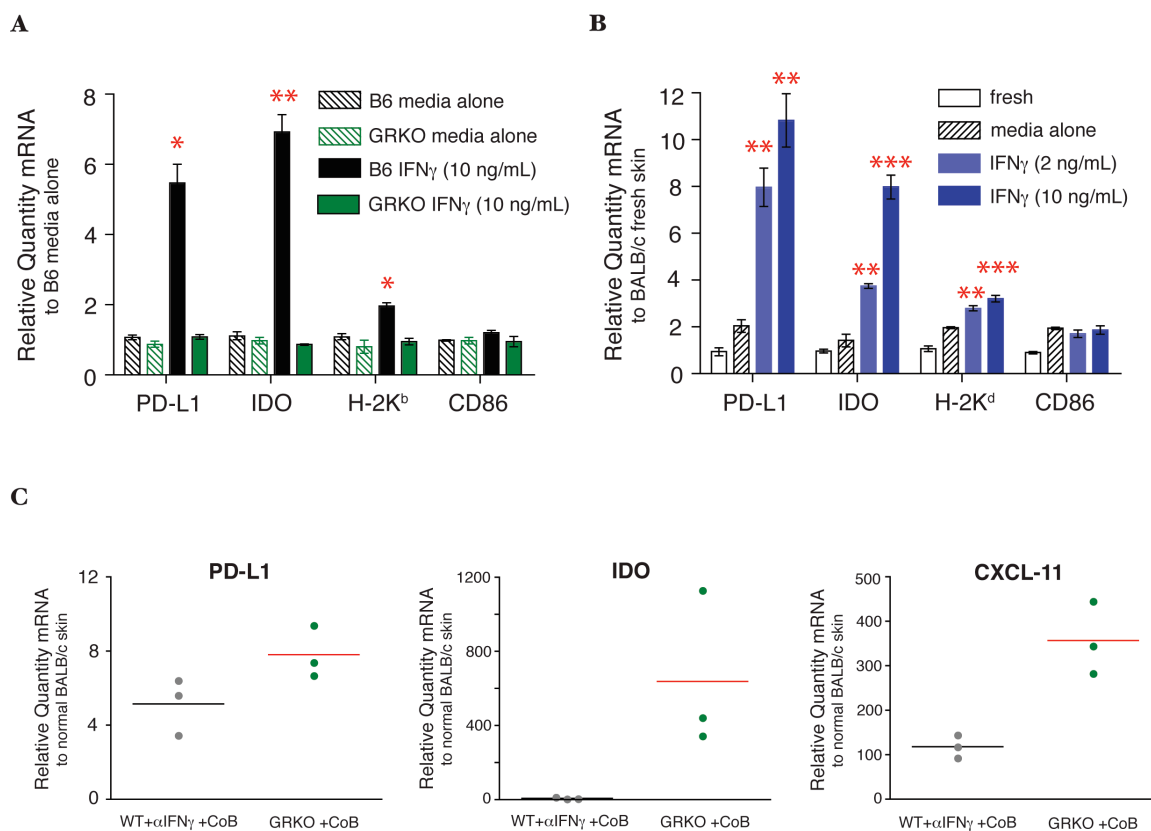 A
Relative Quantity mRNA
to B6 media alone
8
6
4
2
0
* ** *
B6 media alone
GRKO media alone
B6 IFNγ (10 ng/mL)
GRKO IFNγ (10 ng/mL)
PD-L1 IDO H-2Kᵇ CD86
B
Relative Quantity mRNA
to BALB/c fresh skin
12
10
8
6
4
2
0
** ** ** *** ** ***
fresh
media alone
IFNγ (2 ng/mL)
IFNγ (10 ng/mL)
PD-L1 IDO H-2Kᵈ CD86
C
PD-L1
Relative Quantity mRNA
to normal BALB/c skin
12
8
4
0
WT+αIFNγ +CoB GRKO +CoB
IDO
Relative Quantity mRNA
to normal BALB/c skin
1200
800
400
0
WT+αIFNγ +CoB GRKO +CoB
CXCL-11
Relative Quantity mRNA
to normal BALB/c skin
500
400
300
200
100
0
WT+αIFNγ +CoB GRKO +CoB